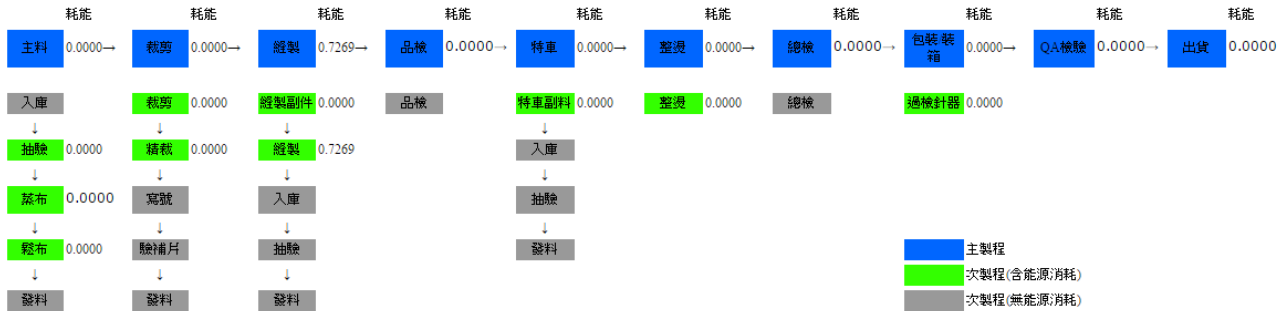 耗能 耗能 耗能 耗能 耗能 耗能 耗能 耗能 耗能 耗能
主料 0.0000→ 裁剪 0.0000→ 縫製 0.7269→ 品檢 0.0000→ 特車 0.0000→ 整燙 0.0000→ 總檢 0.0000→ 包裝裝箱 0.0000→ QA檢驗 0.0000→ 出貨 0.0000
入庫 裁剪 0.0000 縫製副件 0.0000 品檢 特車副料 0.0000 整燙 0.0000 總檢 過檢針器 0.0000
↓ ↓ ↓ ↓
抽驗 0.0000 精裁 0.0000 縫製 0.7269 入庫
↓ ↓ ↓ ↓
蒸布 0.0000 寫號 入庫 抽驗
↓ ↓ ↓ ↓
鬆布 0.0000 驗補片 抽驗 發料 主製程
↓ ↓ ↓ 次製程(含能源消耗)
發料 發料 發料 次製程(無能源消耗)